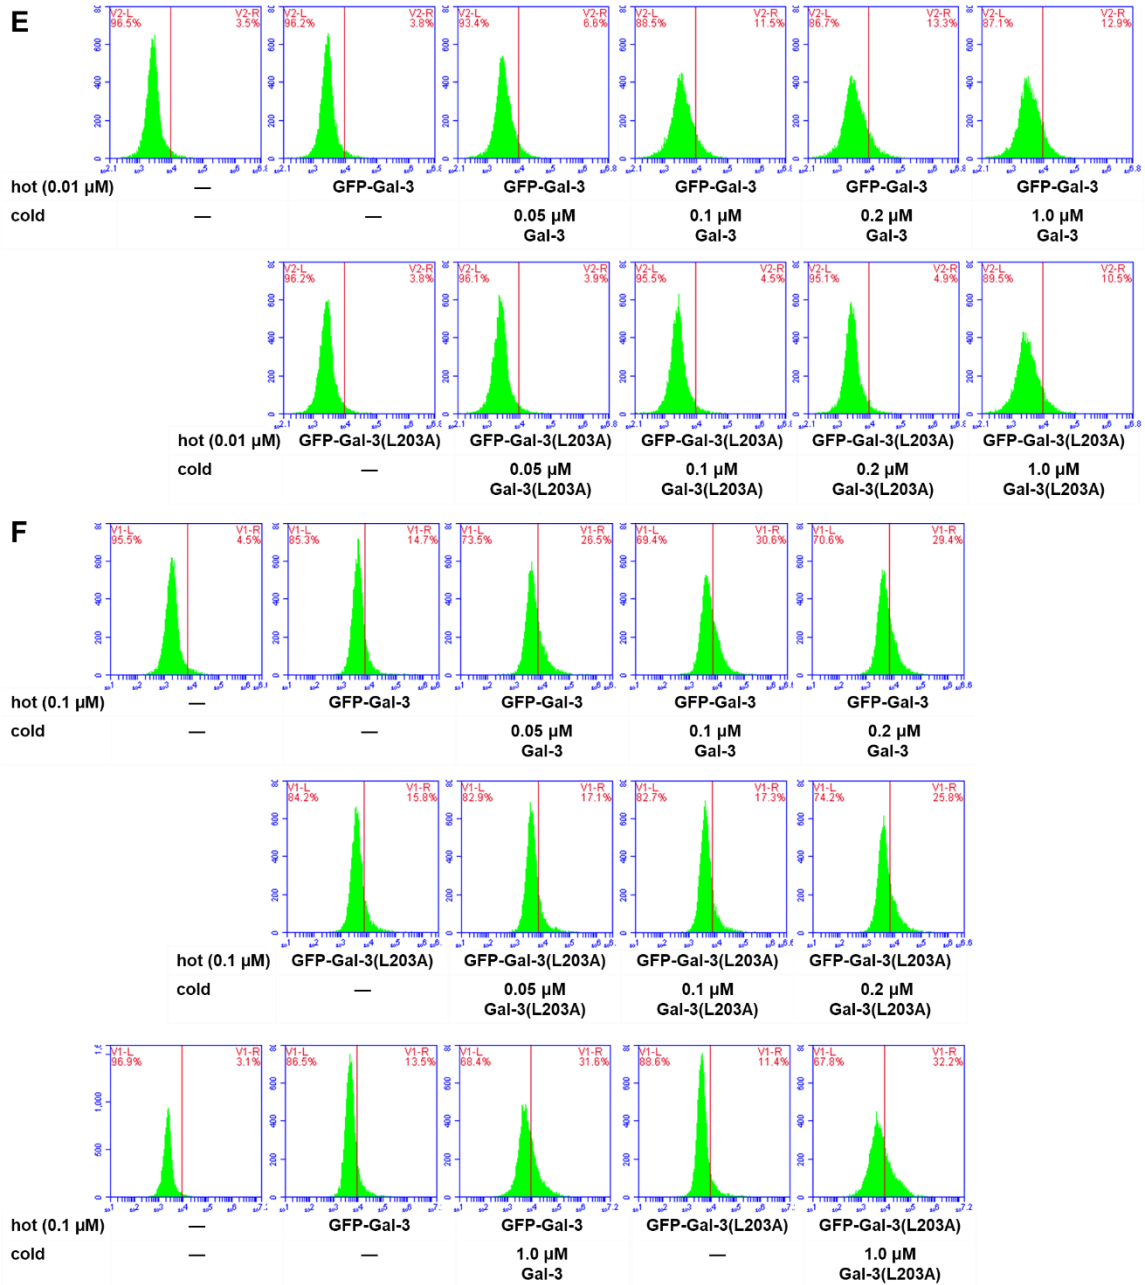 E
V2-L V2-R V2-L V2-R V2-L V2-R V2-L V2-R V2-L V2-R V2-L V2-R
96.5% 3.5% 96.2% 3.8% 93.4% 6.6% 88.5% 11.5% 86.7% 13.3% 87.1% 12.9%
hot (0.01 µM) — GFP-Gal-3 GFP-Gal-3 GFP-Gal-3 GFP-Gal-3 GFP-Gal-3
cold — — 0.05 µM 0.1 µM 0.2 µM 1.0 µM
Gal-3 Gal-3 Gal-3 Gal-3
V2-L V2-R V2-L V2-R V2-L V2-R V2-L V2-R V2-L V2-R
96.2% 3.8% 96.1% 3.9% 95.5% 4.5% 95.1% 4.9% 89.5% 10.5%
hot (0.01 µM) GFP-Gal-3(L203A) GFP-Gal-3(L203A) GFP-Gal-3(L203A) GFP-Gal-3(L203A) GFP-Gal-3(L203A)
cold — 0.05 µM 0.1 µM 0.2 µM 1.0 µM
Gal-3(L203A) Gal-3(L203A) Gal-3(L203A) Gal-3(L203A)
F
V1-L V1-R V1-L V1-R V1-L V1-R V1-L V1-R V1-L V1-R
95.5% 4.5% 85.3% 14.7% 73.5% 26.5% 69.4% 30.6% 70.6% 29.4%
hot (0.1 µM) — GFP-Gal-3 GFP-Gal-3 GFP-Gal-3 GFP-Gal-3
cold — — 0.05 µM 0.1 µM 0.2 µM
Gal-3 Gal-3 Gal-3
V1-L V1-R V1-L V1-R V1-L V1-R V1-L V1-R
84.2% 15.8% 82.9% 17.1% 82.7% 17.3% 74.2% 25.8%
hot (0.1 µM) GFP-Gal-3(L203A) GFP-Gal-3(L203A) GFP-Gal-3(L203A) GFP-Gal-3(L203A)
cold — 0.05 µM 0.1 µM 0.2 µM
Gal-3(L203A) Gal-3(L203A) Gal-3(L203A)
V1-L V1-R V1-L V1-R V1-L V1-R V1-L V1-R V1-L V1-R
96.9% 3.1% 86.5% 13.5% 68.4% 31.6% 88.6% 11.4% 67.8% 32.2%
hot (0.1 µM) — GFP-Gal-3 GFP-Gal-3 GFP-Gal-3(L203A) GFP-Gal-3(L203A)
cold — — 1.0 µM — 1.0 µM
Gal-3 Gal-3(L203A)